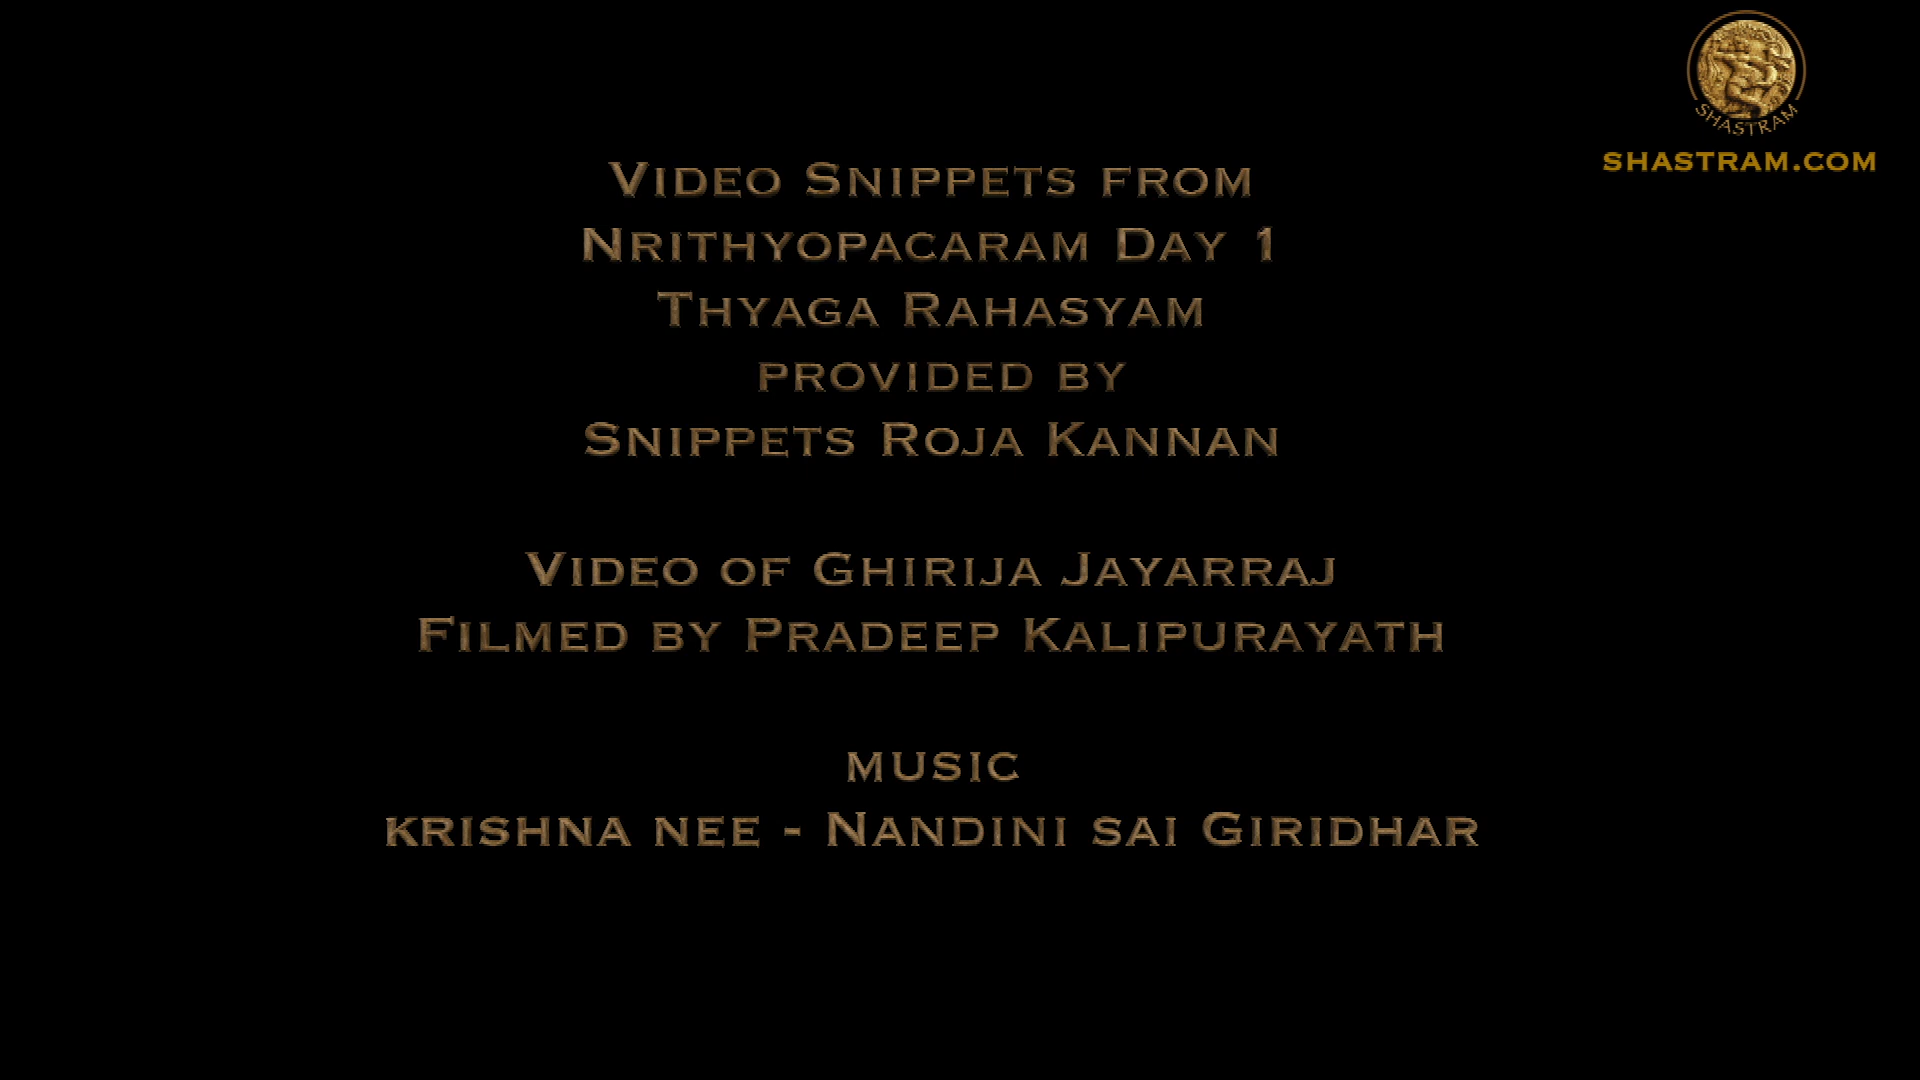 SHASTRAM
SHASTRAM.COM
Video Snippets from
Nrithyopacaram Day 1
Thyaga Rahasyam
provided by
Snippets Roja Kannan
Video of Ghirija Jayarraj
Filmed by Pradeep Kalipurayath
music
krishna nee - Nandini sai Giridhar